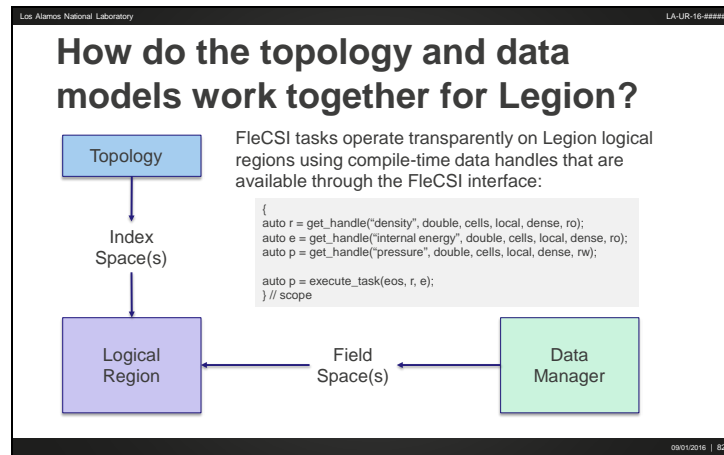 Los Alamos National Laboratory
LA-UR-16-#####
How do the topology and data
models work together for Legion?
Topology
FleCSI tasks operate transparently on Legion logical
regions using compile-time data handles that are
available through the FleCSI interface:
{
auto r = get_handle(“density”, double, cells, local, dense, ro);
auto e = get_handle(“internal energy”, double, cells, local, dense, ro);
auto p = get_handle(“pressure”, double, cells, local, dense, rw);
auto p = execute_task(eos, r, e);
} // scope
Index
Space(s)
Logical
Region
Field
Space(s)
Data
Manager
09/01/2016 | 82